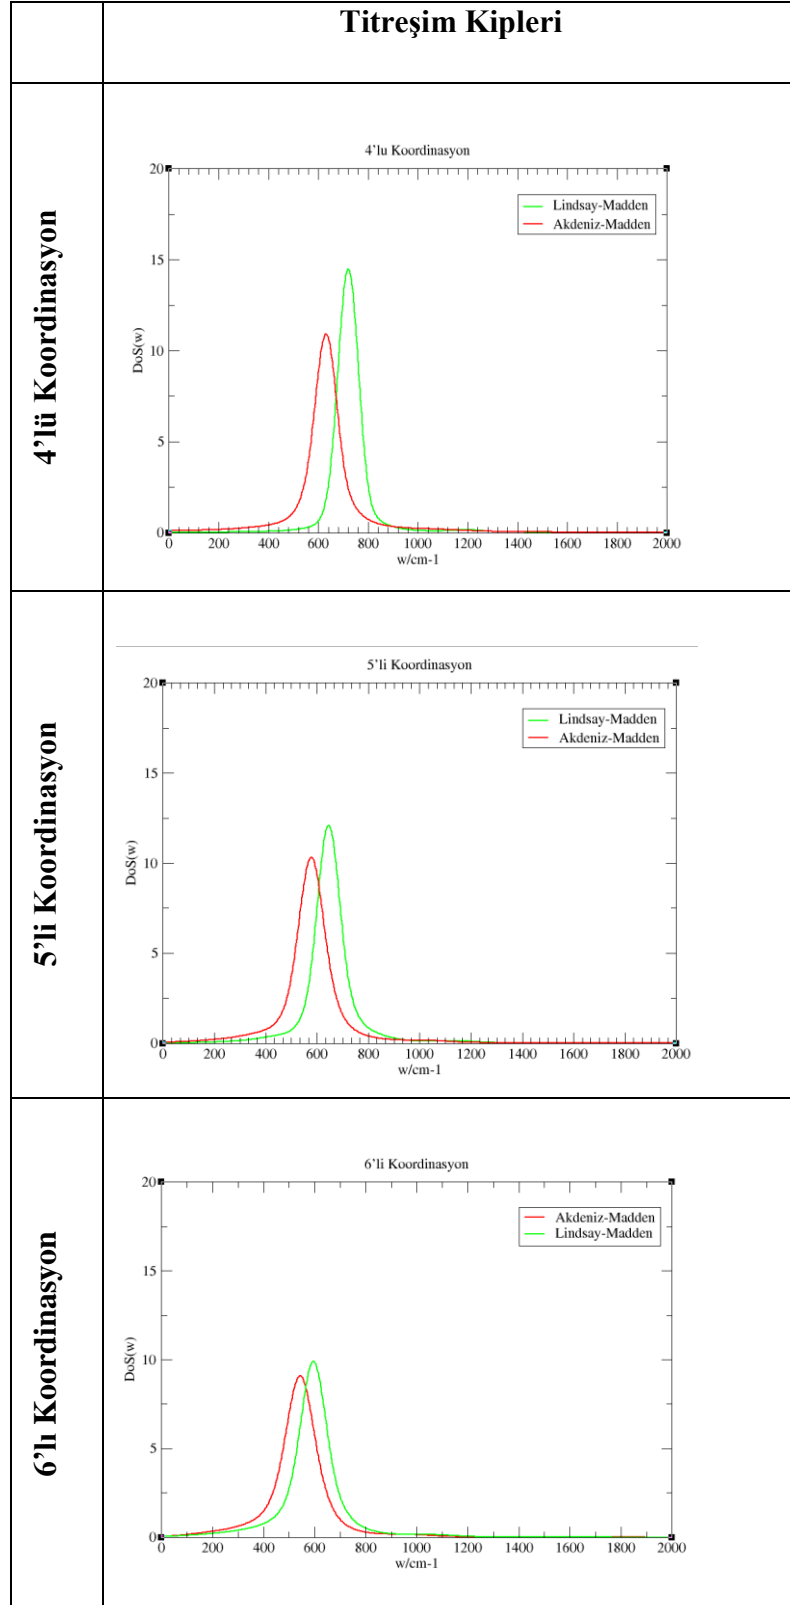 Titreşim Kipleri
4’lü Koordinasyon
4’lu Koordinasyon
20
15
10
5
0
DoS(w)
Lindsay-Madden
Akdeniz-Madden
0 200 400 600 800 1000 1200 1400 1600 1800 2000
w/cm-1
5’li Koordinasyon
5’li Koordinasyon
20
15
10
5
0
DoS(w)
Lindsay-Madden
Akdeniz-Madden
0 200 400 600 800 1000 1200 1400 1600 1800 2000
w/cm-1
6’lı Koordinasyon
6’li Koordinasyon
20
15
10
5
0
DoS(w)
Akdeniz-Madden
Lindsay-Madden
0 200 400 600 800 1000 1200 1400 1600 1800 2000
w/cm-1